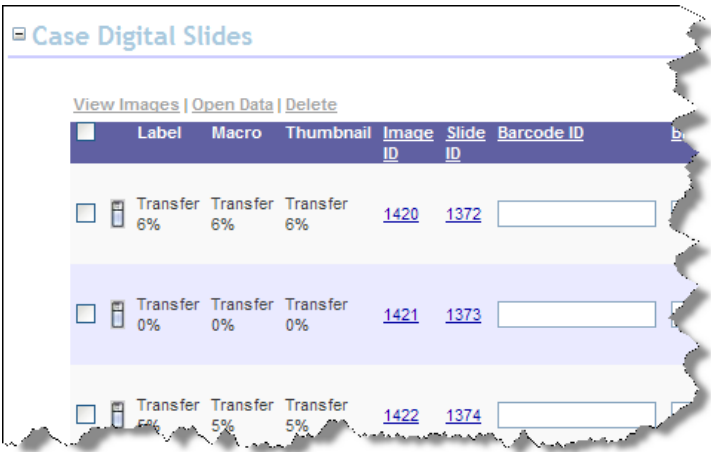 Case Digital Slides
View Images | Open Data | Delete
Label Macro Thumbnail Image Slide Barcode ID
ID ID
Transfer Transfer Transfer 1420 1372
6% 6% 6%
Transfer Transfer Transfer 1421 1373
0% 0% 0%
Transfer Transfer Transfer 1422 1374
5% 5% 5%